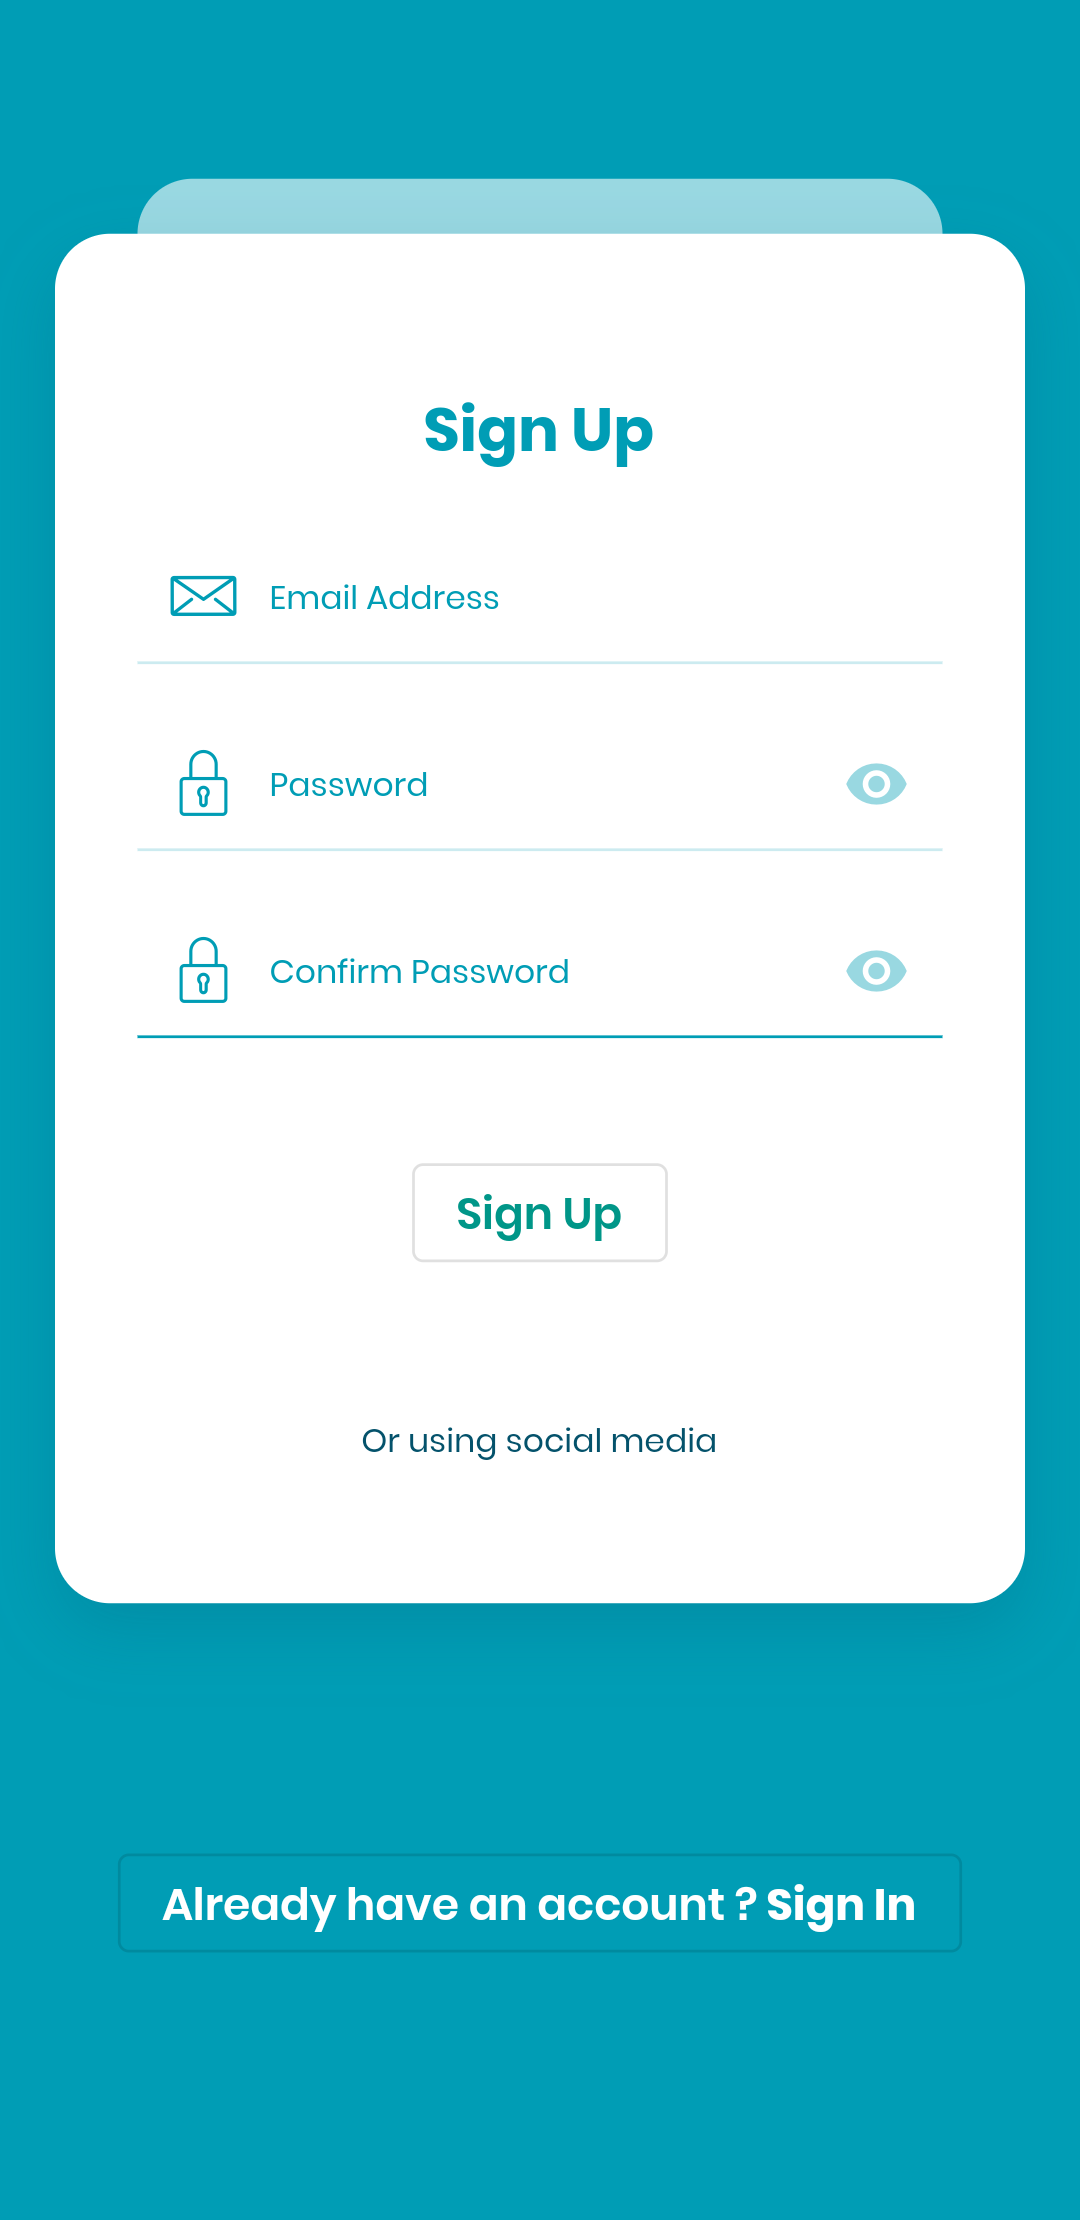 Sign Up
Email Address
Password
Confirm Password
Sign Up
Or using social media
Already have an account ? Sign In